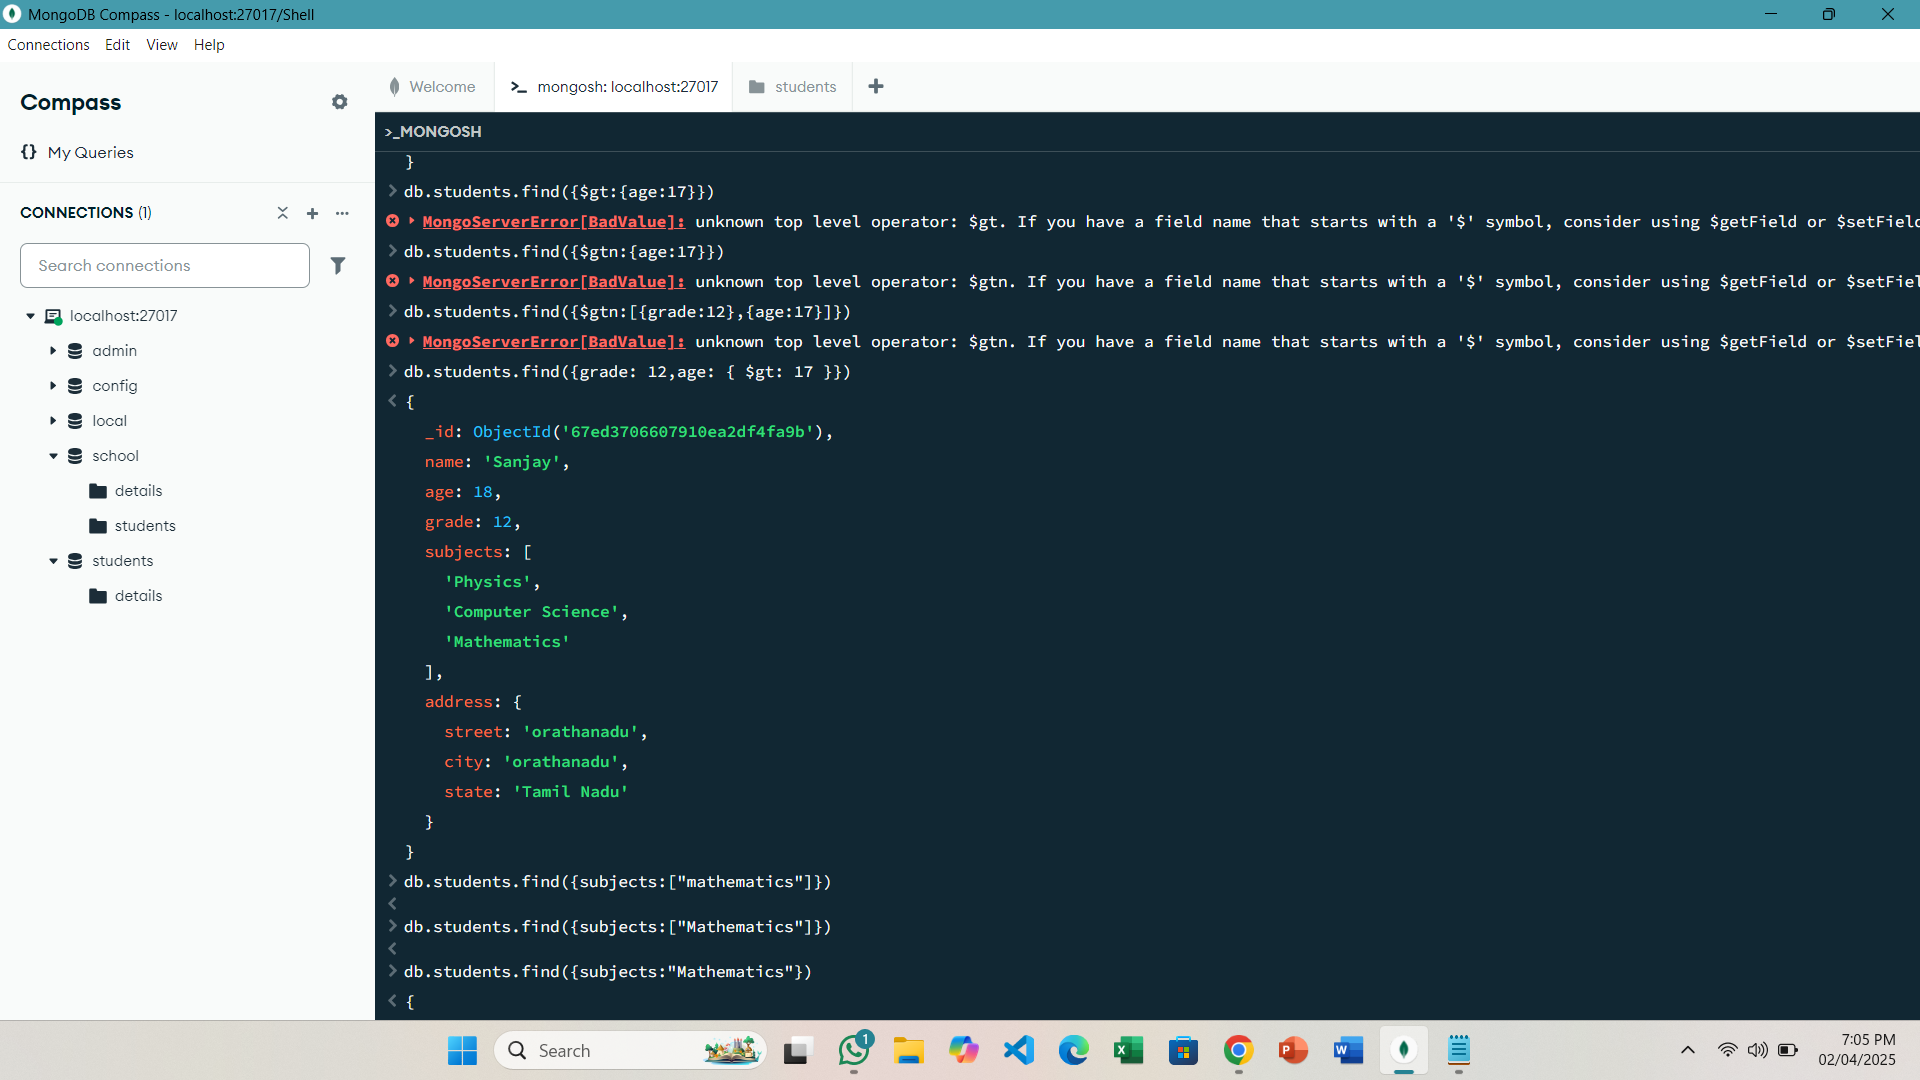 MongoDB Compass - localhost:27017/Shell
Connections Edit View Help
Compass
My Queries
CONNECTIONS (1)
Search connections
localhost:27017
admin
config
local
school
details
students
students
details
Welcome
mongosh: localhost:27017
students
>_MONGOSH
}
db.students.find({$gt:{age:17}})
MongoServerError[BadValue]: unknown top level operator: $gt. If you have a field name that starts with a '$' symbol, consider using $getField or $setField
db.students.find({$gtn:{age:17}})
MongoServerError[BadValue]: unknown top level operator: $gtn. If you have a field name that starts with a '$' symbol, consider using $getField or $setFiel
db.students.find({$gtn:[{grade:12},{age:17}]})
MongoServerError[BadValue]: unknown top level operator: $gtn. If you have a field name that starts with a '$' symbol, consider using $getField or $setFiel
db.students.find({grade: 12,age: { $gt: 17 }})
{
_id: ObjectId('67ed3706607910ea2df4fa9b'),
name: 'Sanjay',
age: 18,
grade: 12,
subjects: [
'Physics',
'Computer Science',
'Mathematics'
],
address: {
street: 'orathanadu',
city: 'orathanadu',
state: 'Tamil Nadu'
}
}
db.students.find({subjects:["mathematics"]})
db.students.find({subjects:["Mathematics"]})
db.students.find({subjects:"Mathematics"})
{
Search
1
7:05 PM
02/04/2025